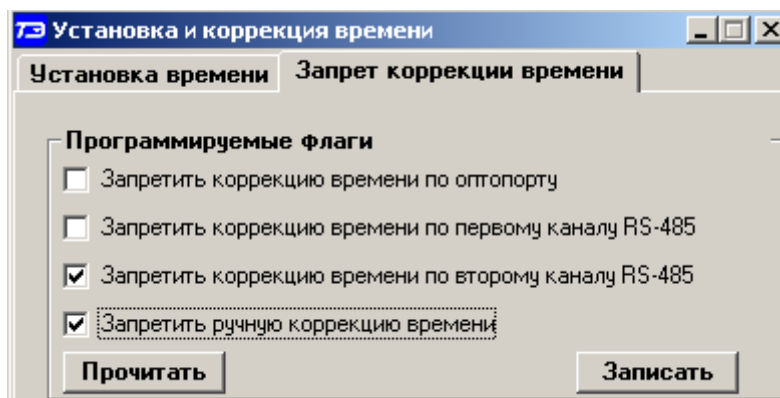 ТЭ Установка и коррекция времени
Установка времени Запрет коррекции времени
Программируемые флаги
Запретить коррекцию времени по оптопорту
Запретить коррекцию времени по первому каналу RS-485
Запретить коррекцию времени по второму каналу RS-485
Запретить ручную коррекцию времени
Прочитать Записать